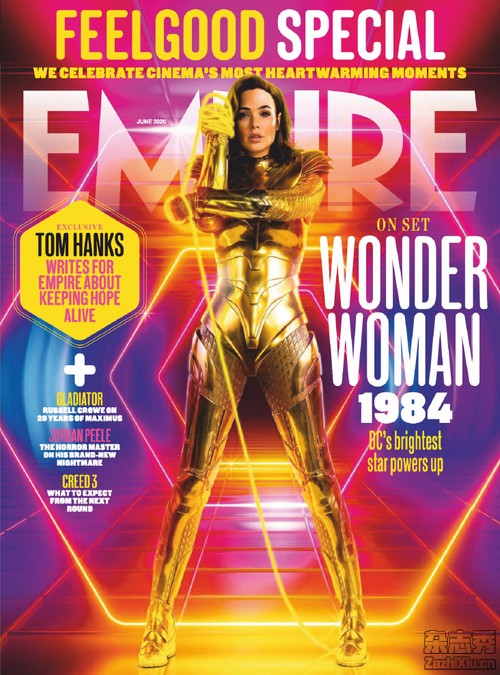 FEELGOOD SPECIAL
WE CELEBRATE CINEMA'S MOST HEARTWARMING MOMENTS
EMPIRE
JUNE 2020
EXCLUSIVE
TOM HANKS
WRITES FOR
EMPIRE ABOUT
KEEPING HOPE
ALIVE
+
GLADIATOR
RUSSELL CROWE ON
20 YEARS OF MAXIMUS
JORDAN PEELE
THE HORROR MASTER
ON HIS BRAND-NEW
NIGHTMARE
CREED 3
WHAT TO EXPECT
FROM THE NEXT
ROUND
ON SET
WONDER
WOMAN
1984
DC's brightest
star powers up
杂志秀
ZazhiXiu.cn